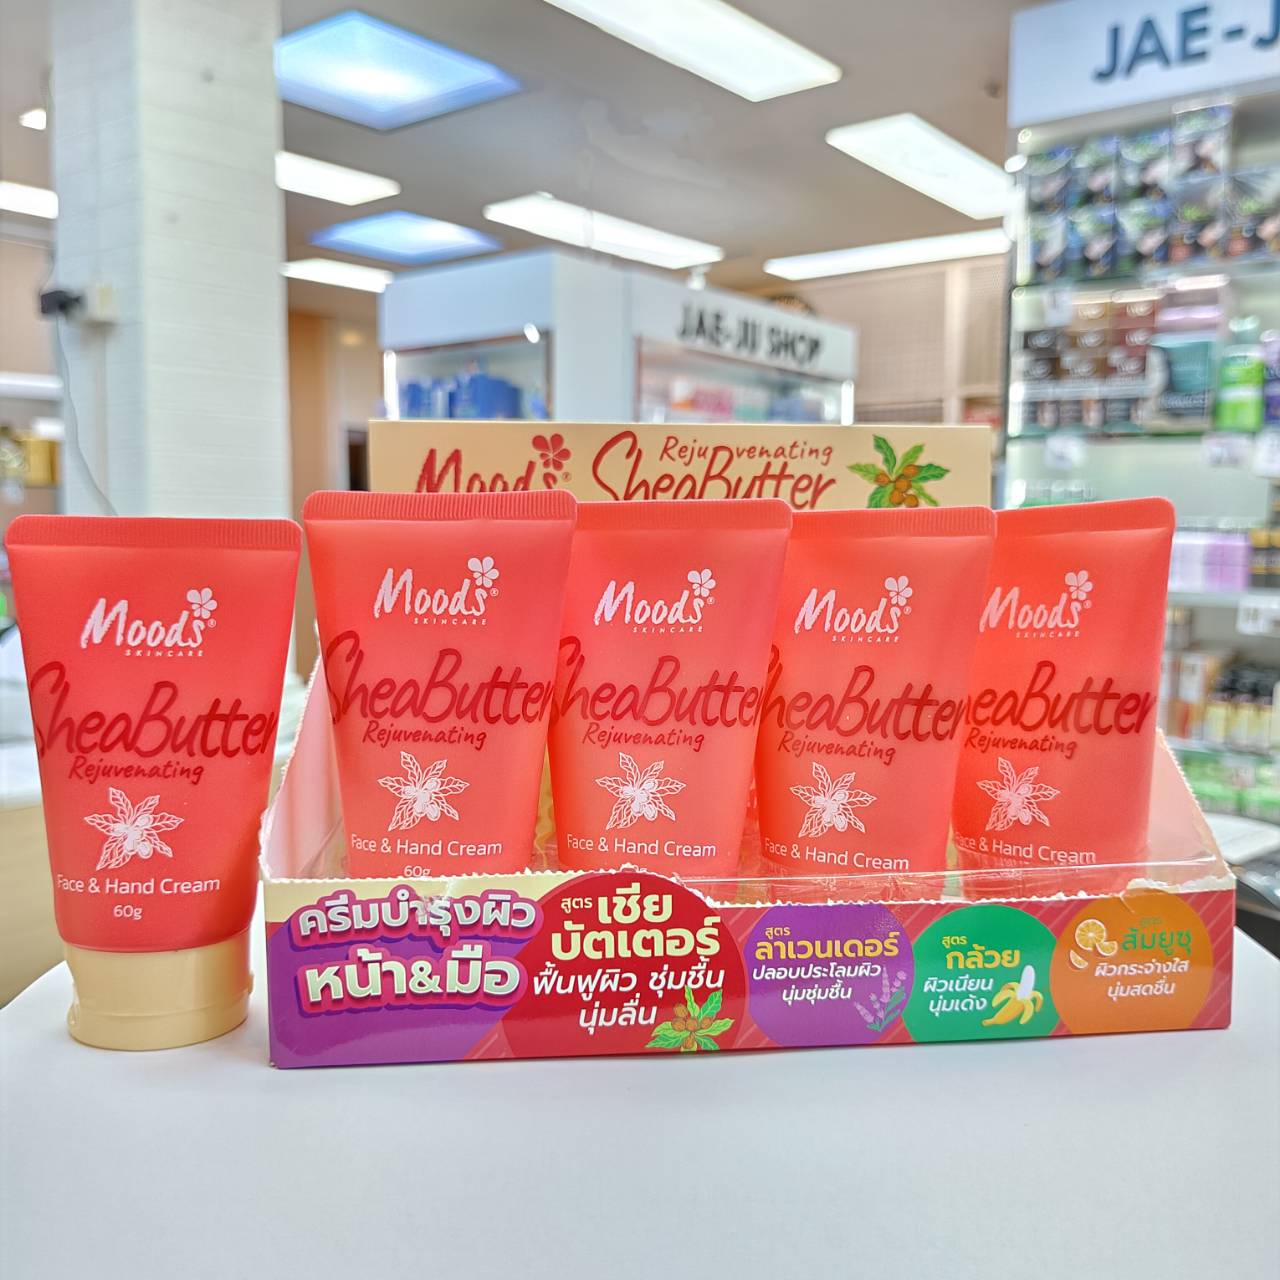 JAE-J
JAE-JU SHOP
Moods
Rejuvenating
SheaButter
Moods®
SKINCARE
SheaButter
Rejuvenating
Face & Hand Cream
60g
Moods®
SKINCARE
SheaButter
Rejuvenating
Face & Hand Cream
60g
Moods®
SKINCARE
SheaButter
Rejuvenating
Face & Hand Cream
Moods®
SKINCARE
heaButter
Rejuvenating
Face & Hand Cream
Moods®
SKINCARE
heaButter
Rejuvenating
Face & Hand Cream
ครีมบำรุงผิว
หน้า&มือ
สูตร เชีย
บัตเตอร์
ฟื้นฟูผิว ชุ่มชื้น
นุ่มลื่น
สูตร
ลาเวนเดอร์
ปลอบประโลมผิว
นุ่มชุ่มชื้น
สูตร
กล้วย
ผิวเนียน
นุ่มเด้ง
สูตร
ส้มยูซุ
ผิวกระจ่างใส
นุ่มสดชื่น